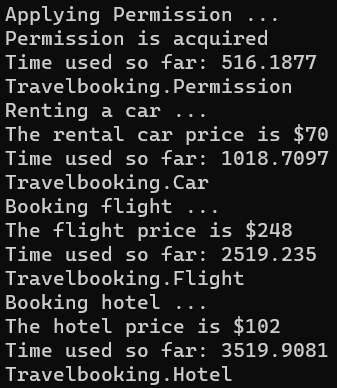 Applying Permission ...
Permission is acquired
Time used so far: 516.1877
Travelbooking.Permission
Renting a car ...
The rental car price is $70
Time used so far: 1018.7097
Travelbooking.Car
Booking flight ...
The flight price is $248
Time used so far: 2519.235
Travelbooking.Flight
Booking hotel ...
The hotel price is $102
Time used so far: 3519.9081
Travelbooking.Hotel